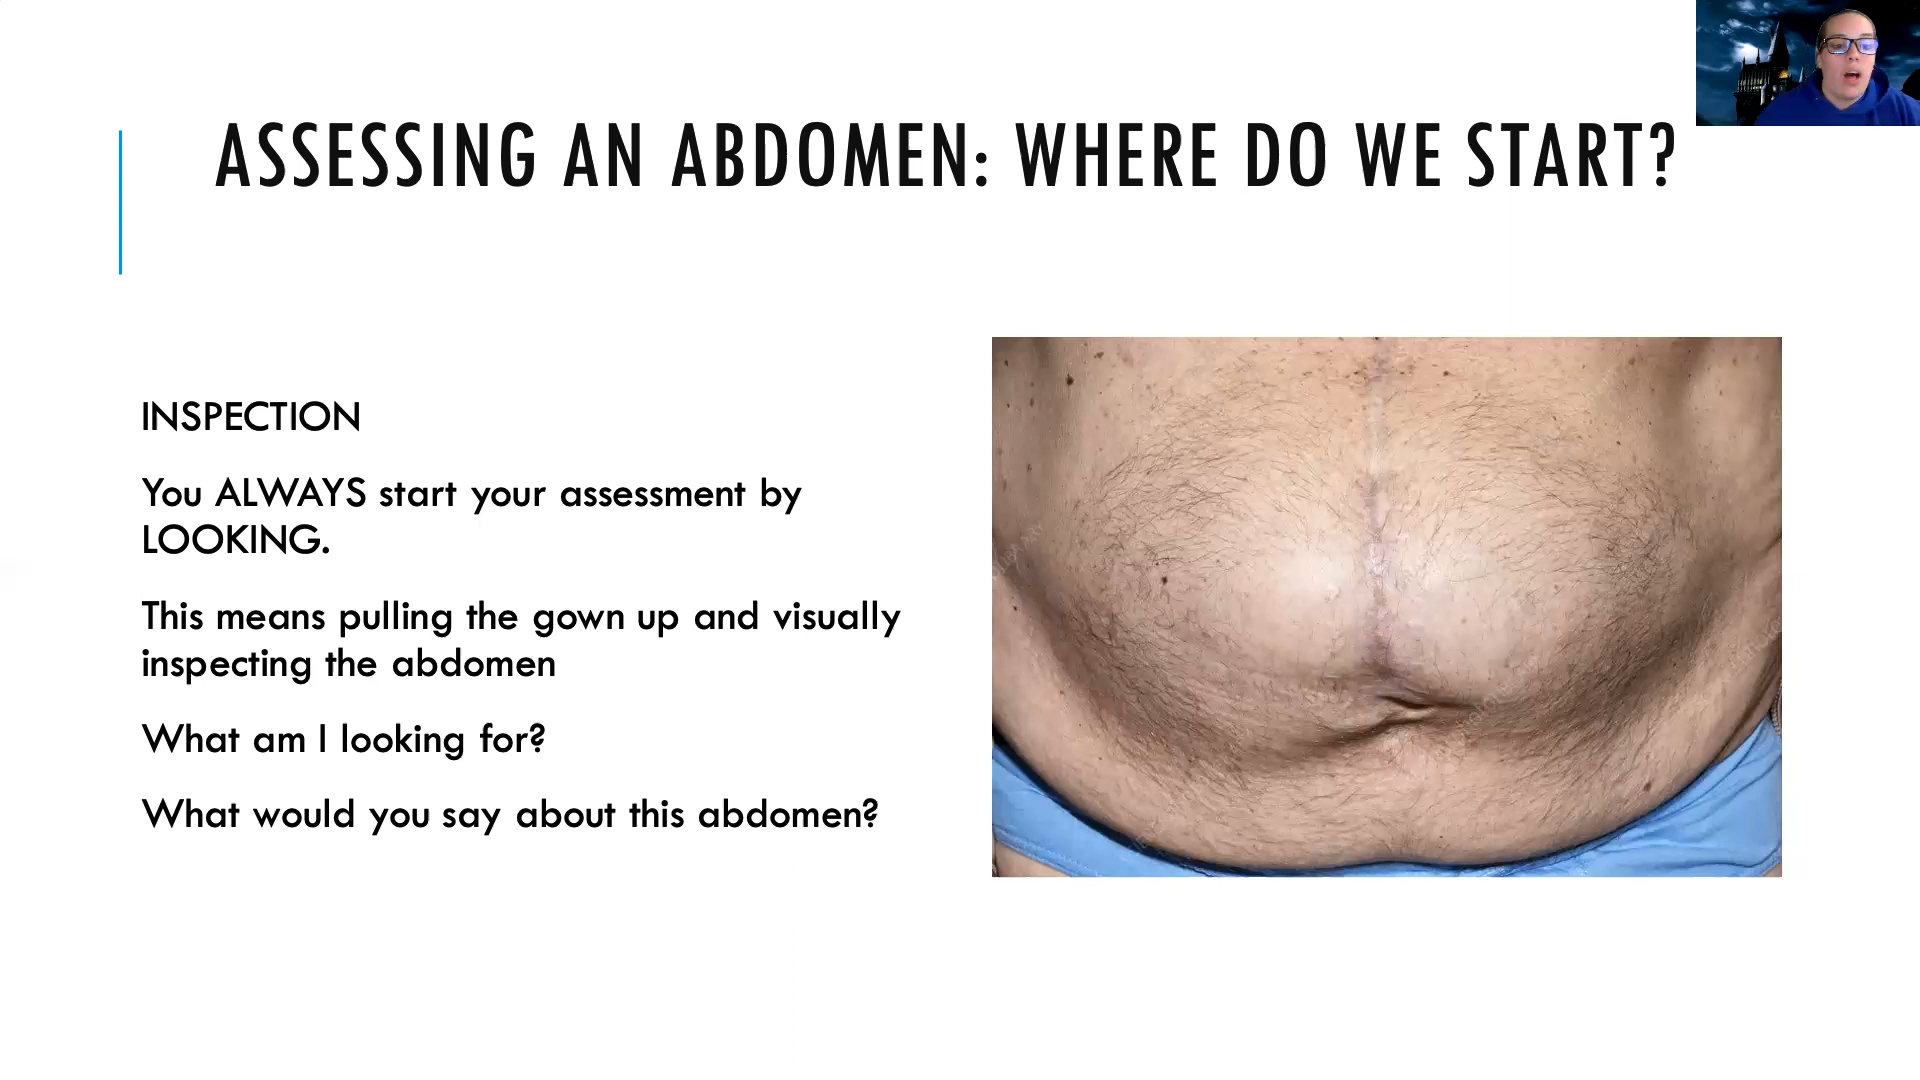 ASSESSING AN ABDOMEN: WHERE DO WE START?
INSPECTION
You ALWAYS start your assessment by
LOOKING.
This means pulling the gown up and visually
inspecting the abdomen
What am I looking for?
What would you say about this abdomen?